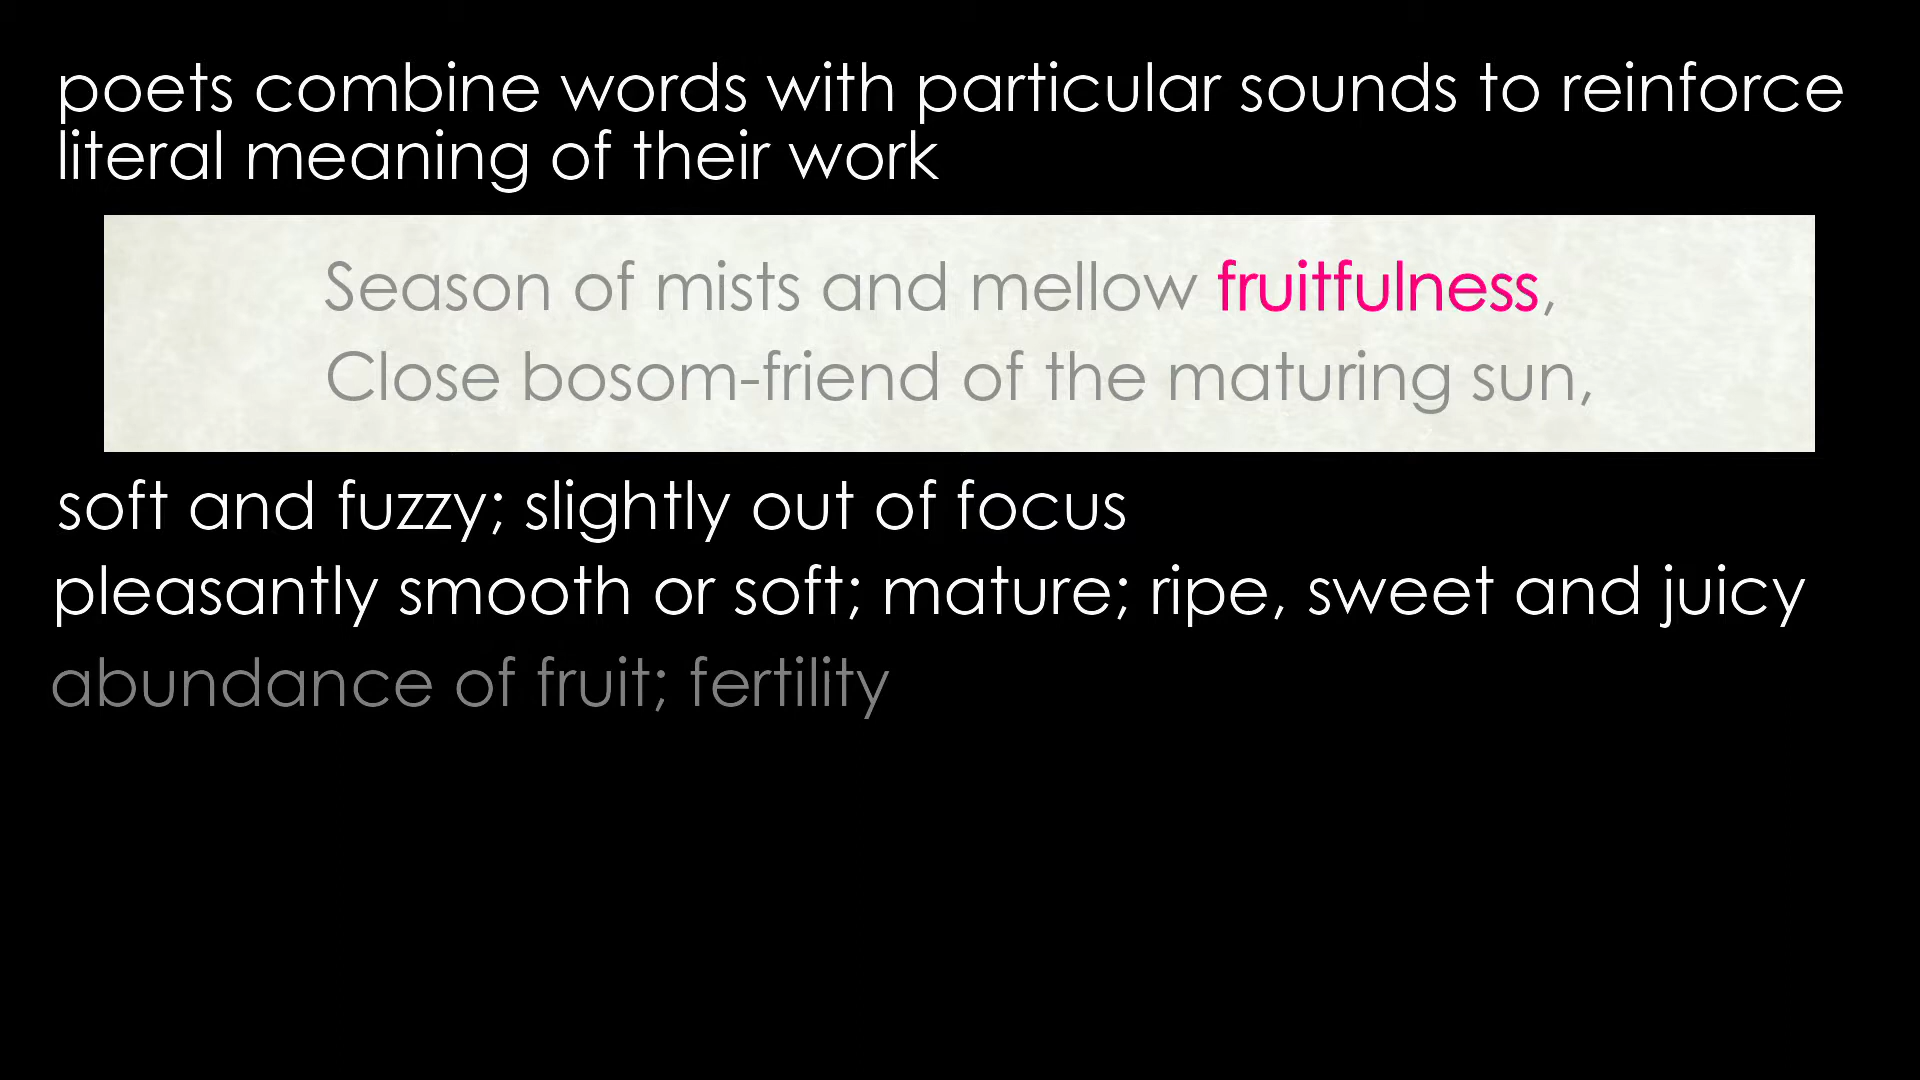 poets combine words with particular sounds to reinforce
literal meaning of their work
Season of mists and mellow fruitfulness,
Close bosom-friend of the maturing sun,
soft and fuzzy; slightly out of focus
pleasantly smooth or soft; mature; ripe, sweet and juicy
abundance of fruit; fertility